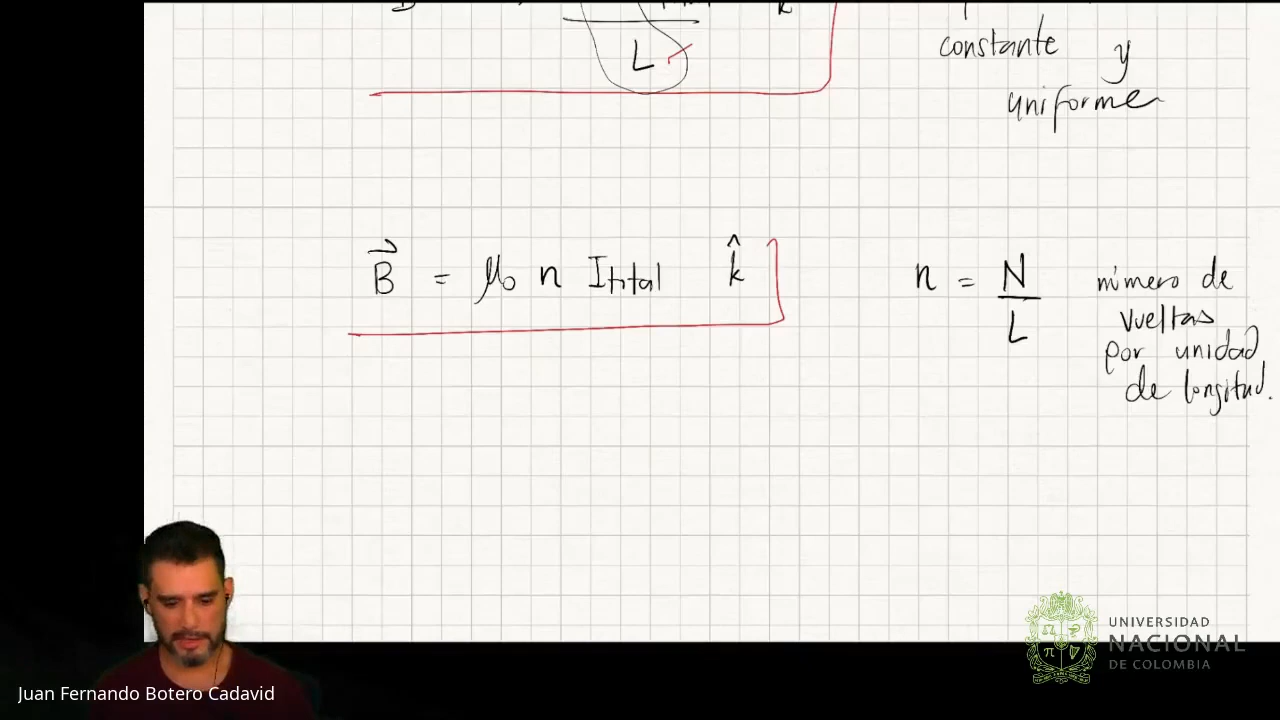 L
constante y
uniforme
B⃗ = μ₀ n Itotal k̂
n = N/L
número de
vueltas
por unidad
de longitud.
UNIVERSIDAD
NACIONAL
DE COLOMBIA
Juan Fernando Botero Cadavid